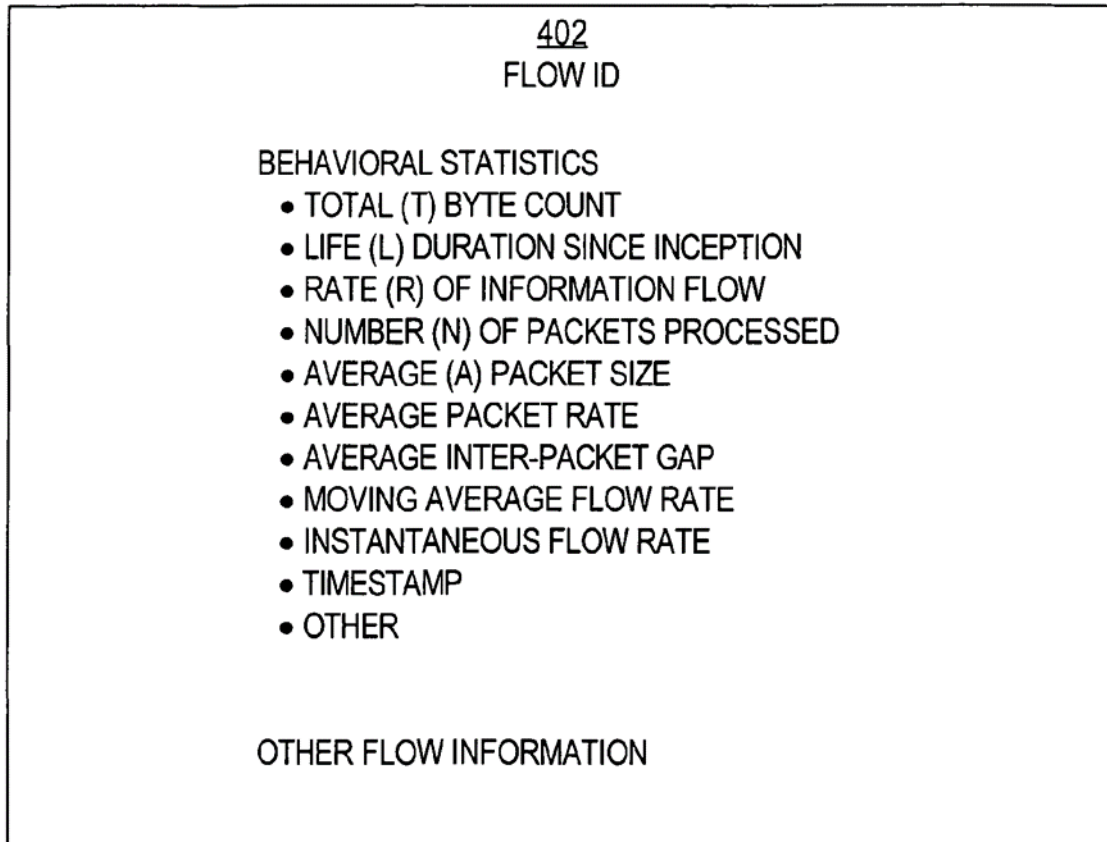 402
FLOW ID
BEHAVIORAL STATISTICS
• TOTAL (T) BYTE COUNT
• LIFE (L) DURATION SINCE INCEPTION
• RATE (R) OF INFORMATION FLOW
• NUMBER (N) OF PACKETS PROCESSED
• AVERAGE (A) PACKET SIZE
• AVERAGE PACKET RATE
• AVERAGE INTER-PACKET GAP
• MOVING AVERAGE FLOW RATE
• INSTANTANEOUS FLOW RATE
• TIMESTAMP
• OTHER
OTHER FLOW INFORMATION